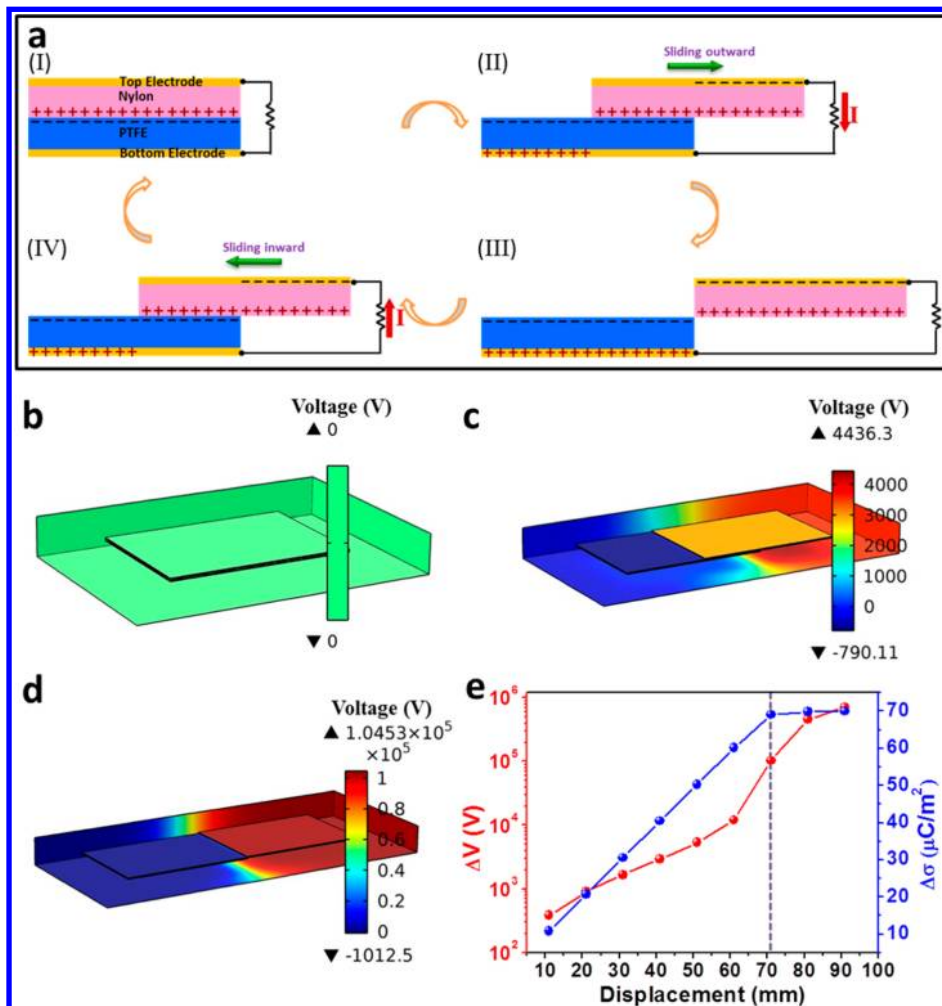 a
(I)
Top Electrode
Nylon
+ + + + + + + + + + + + + + + +
PTFE
Bottom Electrode
(II)
Sliding outward
I
(IV)
Sliding inward
I
(III)
b
Voltage (V)
▲ 0
▼ 0
c
Voltage (V)
▲ 4436.3
4000
3000
2000
1000
0
▼ -790.11
d
Voltage (V)
▲ 1.0453×10⁵
×10⁵
1
0.8
0.6
0.4
0.2
0
▼ -1012.5
e
10⁶
10⁵
10⁴
10³
10²
ΔV (V)
70
60
50
40
30
20
10
Δσ (μC/m²)
10 20 30 40 50 60 70 80 90 100
Displacement (mm)